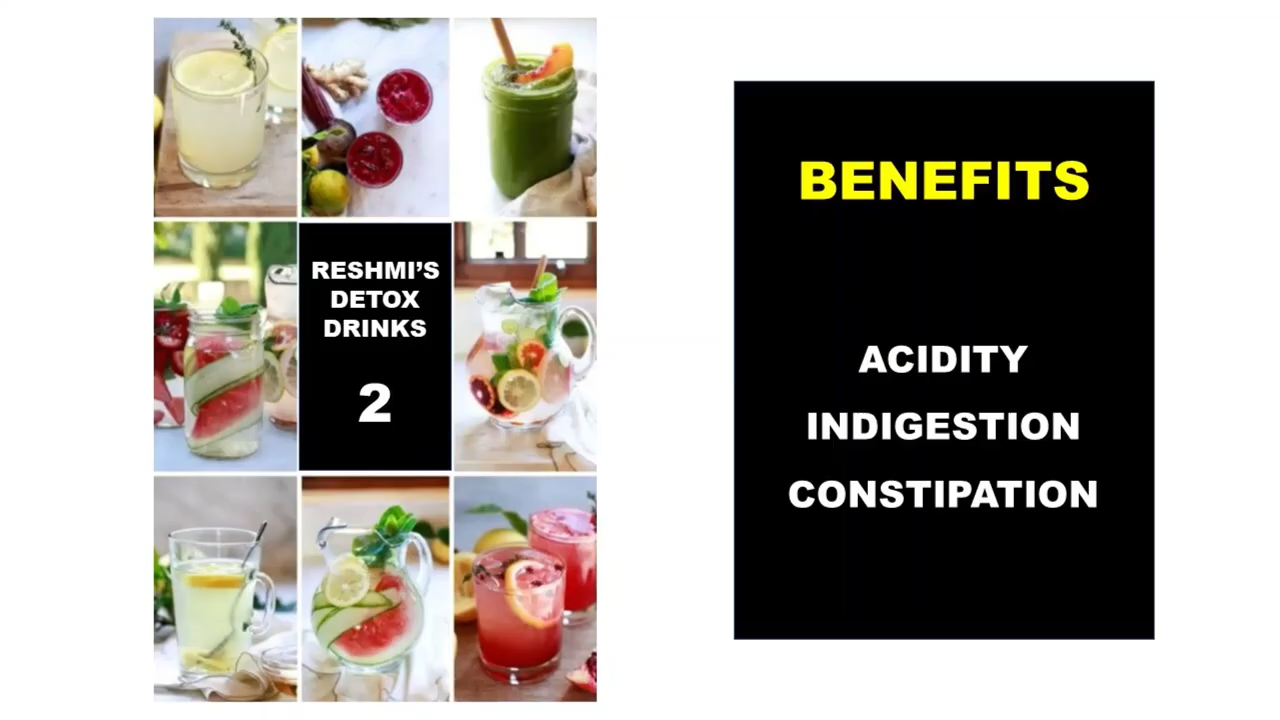 RESHMI’S
DETOX
DRINKS
2
BENEFITS
ACIDITY
INDIGESTION
CONSTIPATION